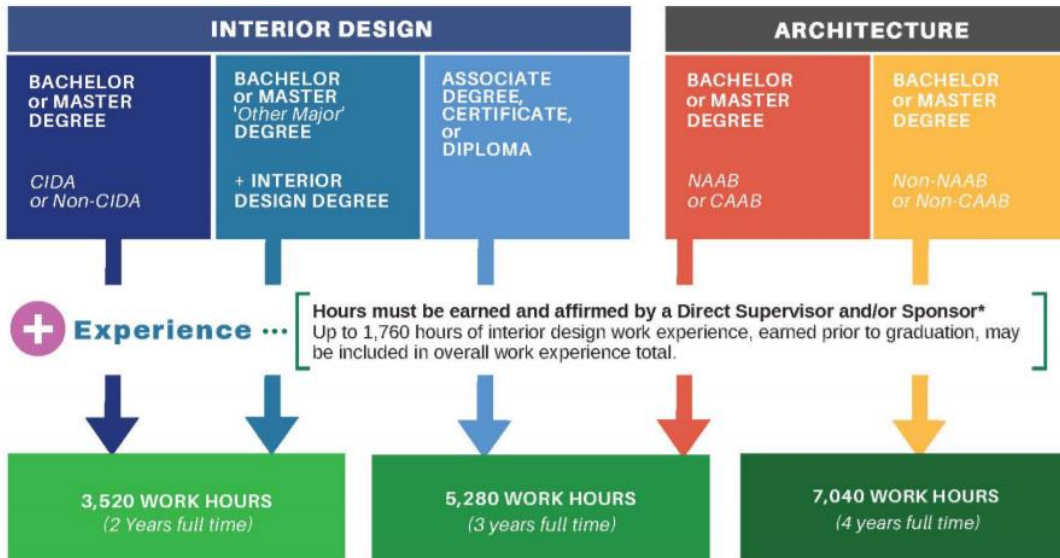 INTERIOR DESIGN
BACHELOR
or MASTER
DEGREE
CIDA
or Non-CIDA
BACHELOR
or MASTER
'Other Major'
DEGREE
+ INTERIOR
DESIGN DEGREE
ASSOCIATE
DEGREE,
CERTIFICATE,
or
DIPLOMA
ARCHITECTURE
BACHELOR
or MASTER
DEGREE
NAAB
or CAAB
BACHELOR
or MASTER
DEGREE
Non-NAAB
or Non-CAAB
+ Experience ...
Hours must be earned and affirmed by a Direct Supervisor and/or Sponsor*
Up to 1,760 hours of interior design work experience, earned prior to graduation, may
be included in overall work experience total.
3,520 WORK HOURS
(2 Years full time)
5,280 WORK HOURS
(3 years full time)
7,040 WORK HOURS
(4 years full time)